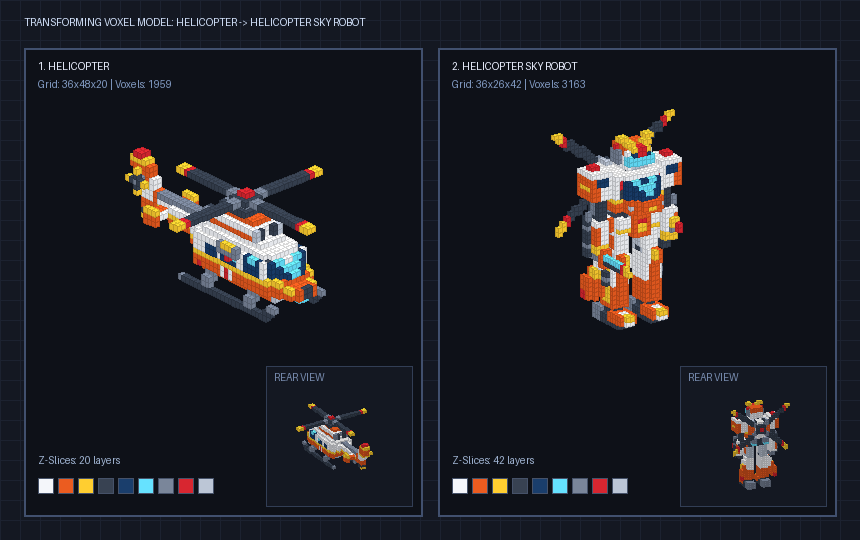 TRANSFORMING VOXEL MODEL: HELICOPTER -> HELICOPTER SKY ROBOT
1. HELICOPTER
Grid: 36x48x20 | Voxels: 1959
REAR VIEW
Z-Slices: 20 layers
2. HELICOPTER SKY ROBOT
Grid: 36x26x42 | Voxels: 3163
REAR VIEW
Z-Slices: 42 layers